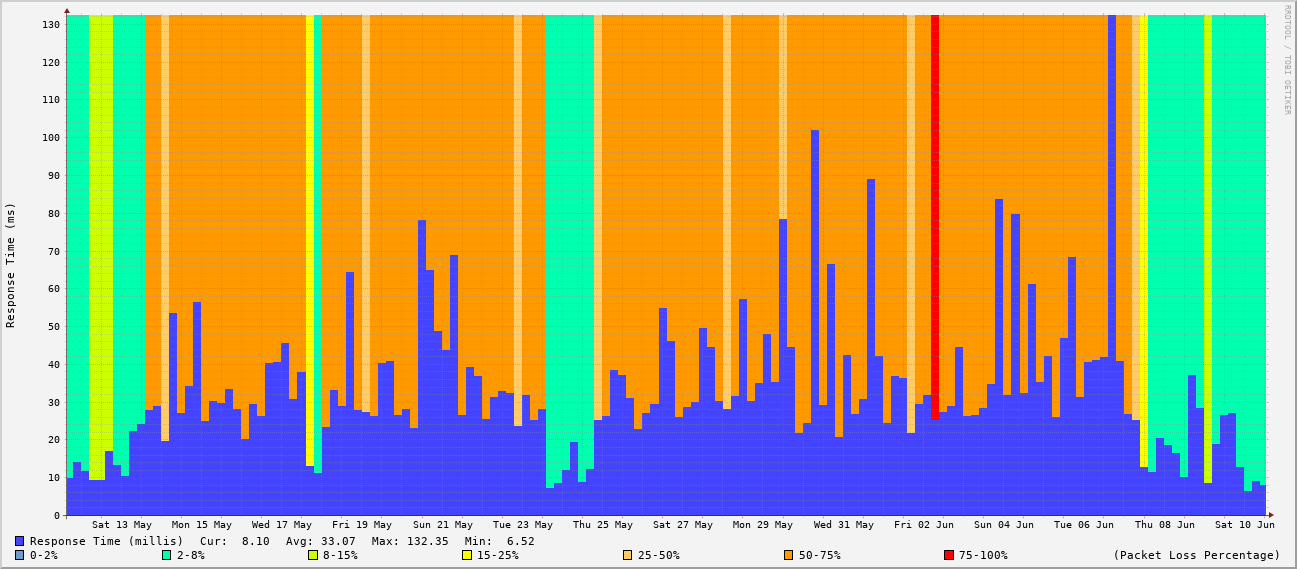 RRDTOOL / TOBI OETIKER
Response Time (ms)
130
120
110
100
90
80
70
60
50
40
30
20
10
0
Sat 13 May Mon 15 May Wed 17 May Fri 19 May Sun 21 May Tue 23 May Thu 25 May Sat 27 May Mon 29 May Wed 31 May Fri 02 Jun Sun 04 Jun Tue 06 Jun Thu 08 Jun Sat 10 Jun
Response Time (millis) Cur: 8.10 Avg: 33.07 Max: 132.35 Min: 6.52
0-2% 2-8% 8-15% 15-25% 25-50% 50-75% 75-100% (Packet Loss Percentage)